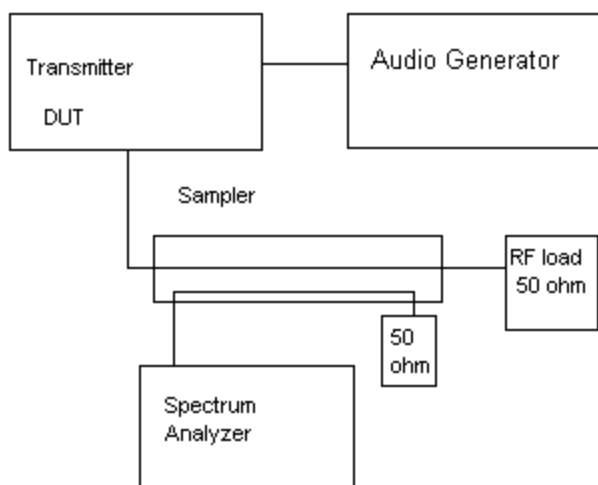 Transmitter
DUT
Audio Generator
Sampler
RF load
50 ohm
50
ohm
Spectrum
Analyzer